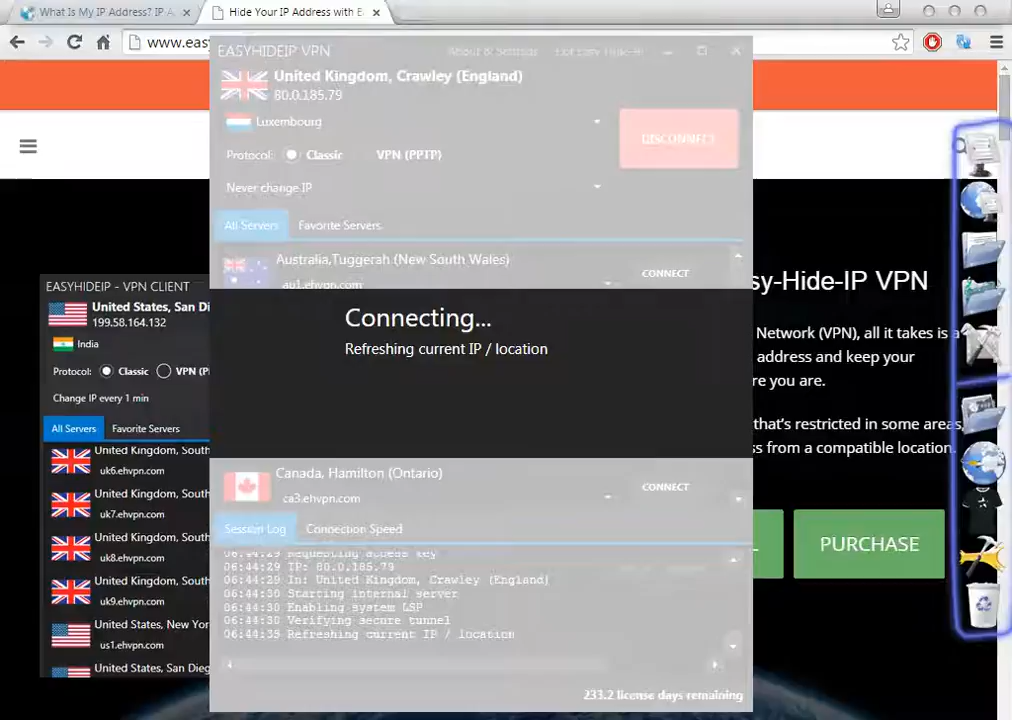 What Is My IP Address? IP A
Hide Your IP Address with E
www.eas
EASYHIDEIP VPN
About & Settings
United Kingdom, Crawley (England)
80.0.185.79
Luxembourg
DISCONNECT
Protocol: Classic VPN (PPTP)
Never change IP
All Servers Favorite Servers
Australia,Tuggerah (New South Wales)
au1.ehvpn.com
CONNECT
Connecting...
Refreshing current IP / location
Canada, Hamilton (Ontario)
ca3.ehvpn.com
CONNECT
Session Log Connection Speed
06:44:29 Requesting access key
06:44:29 IP: 80.0.185.79
06:44:29 In: United Kingdom, Crawley (England)
06:44:30 Starting internal server
06:44:30 Enabling system LSP
06:44:30 Verifying secure tunnel
06:44:35 Refreshing current IP / location
233.2 license days remaining
EASYHIDEIP - VPN CLIENT
United States, San Di
199.58.164.132
India
Protocol: Classic VPN (P
Change IP every 1 min
All Servers Favorite Servers
United Kingdom, South
uk6.ehvpn.com
United Kingdom, South
uk7.ehvpn.com
United Kingdom, South
uk8.ehvpn.com
United Kingdom, South
uk9.ehvpn.com
United States, New York
us1.ehvpn.com
United States, San Dieg
sy-Hide-IP VPN
Network (VPN), all it takes is a
address and keep your
re you are.
that's restricted in some areas,
ss from a compatible location.
L
PURCHASE